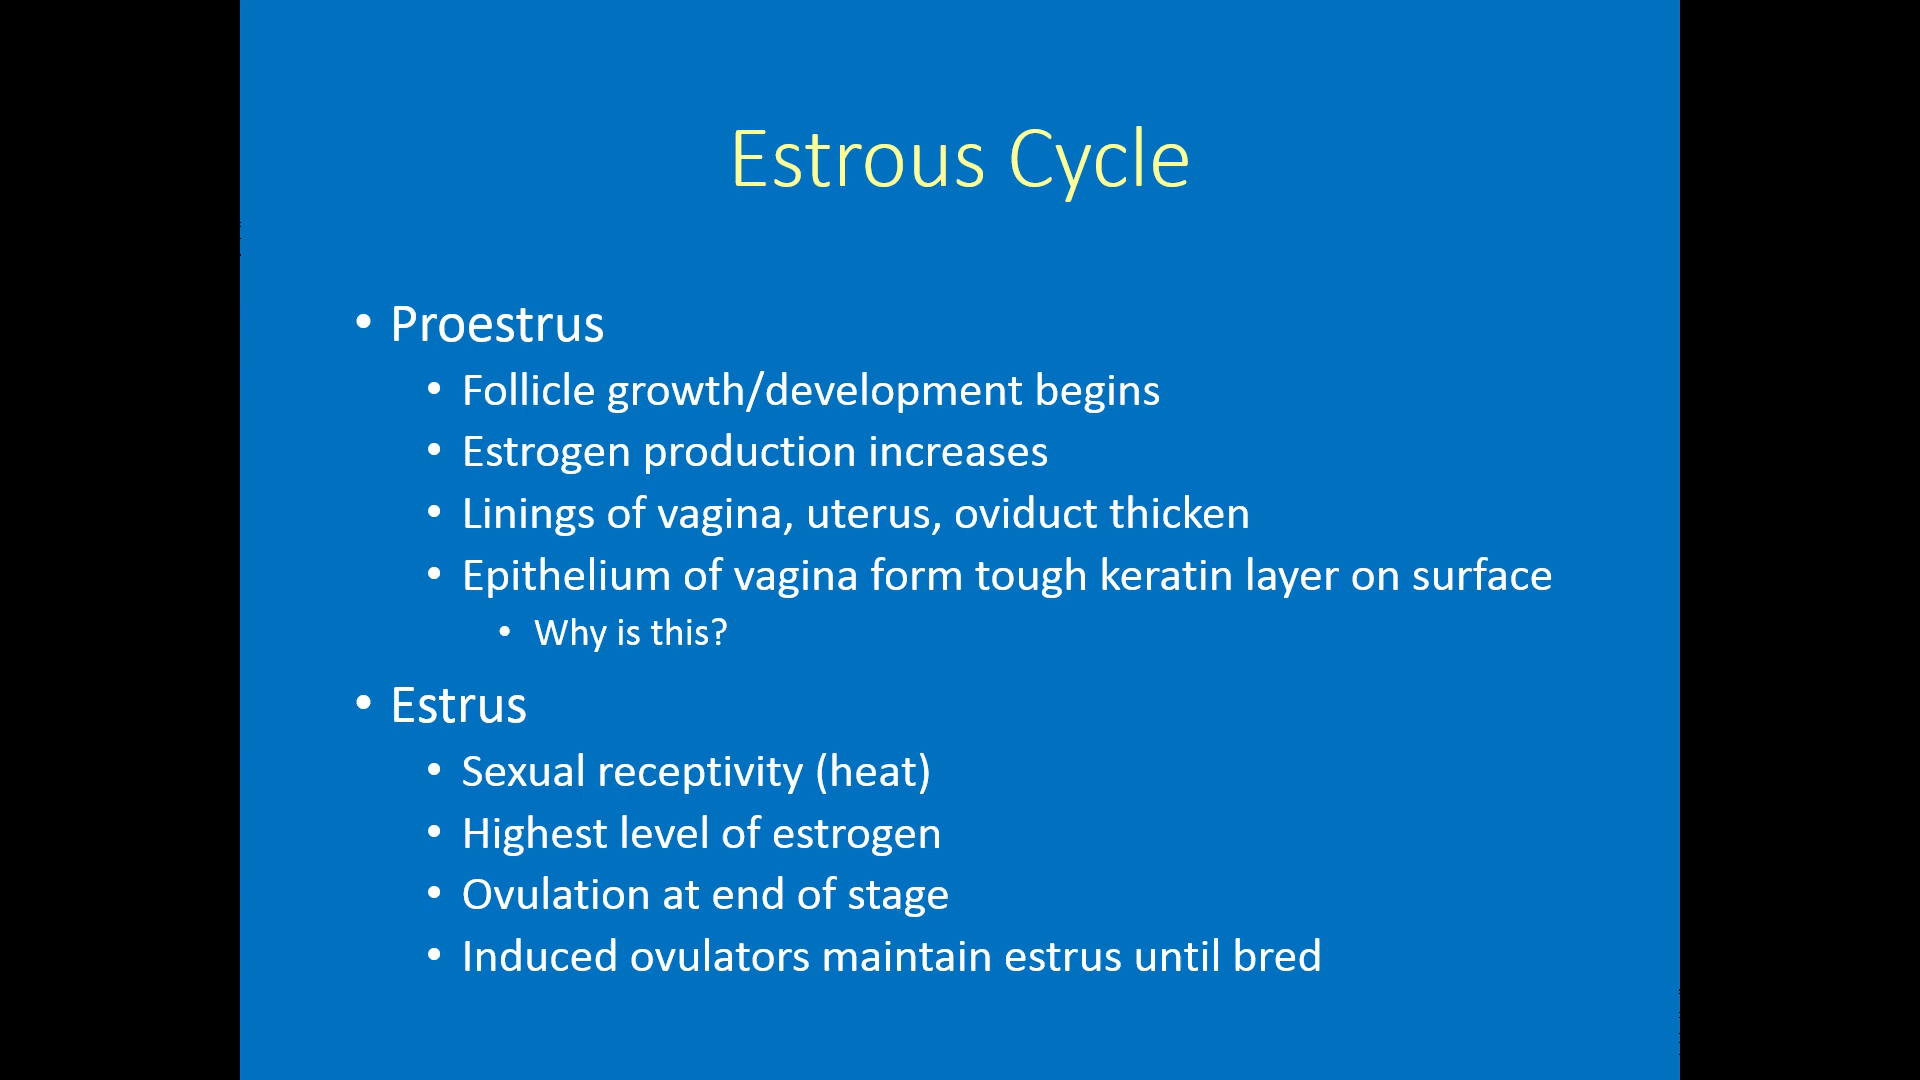 Estrous Cycle
• Proestrus
• Follicle growth/development begins
• Estrogen production increases
• Linings of vagina, uterus, oviduct thicken
• Epithelium of vagina form tough keratin layer on surface
• Why is this?
• Estrus
• Sexual receptivity (heat)
• Highest level of estrogen
• Ovulation at end of stage
• Induced ovulators maintain estrus until bred